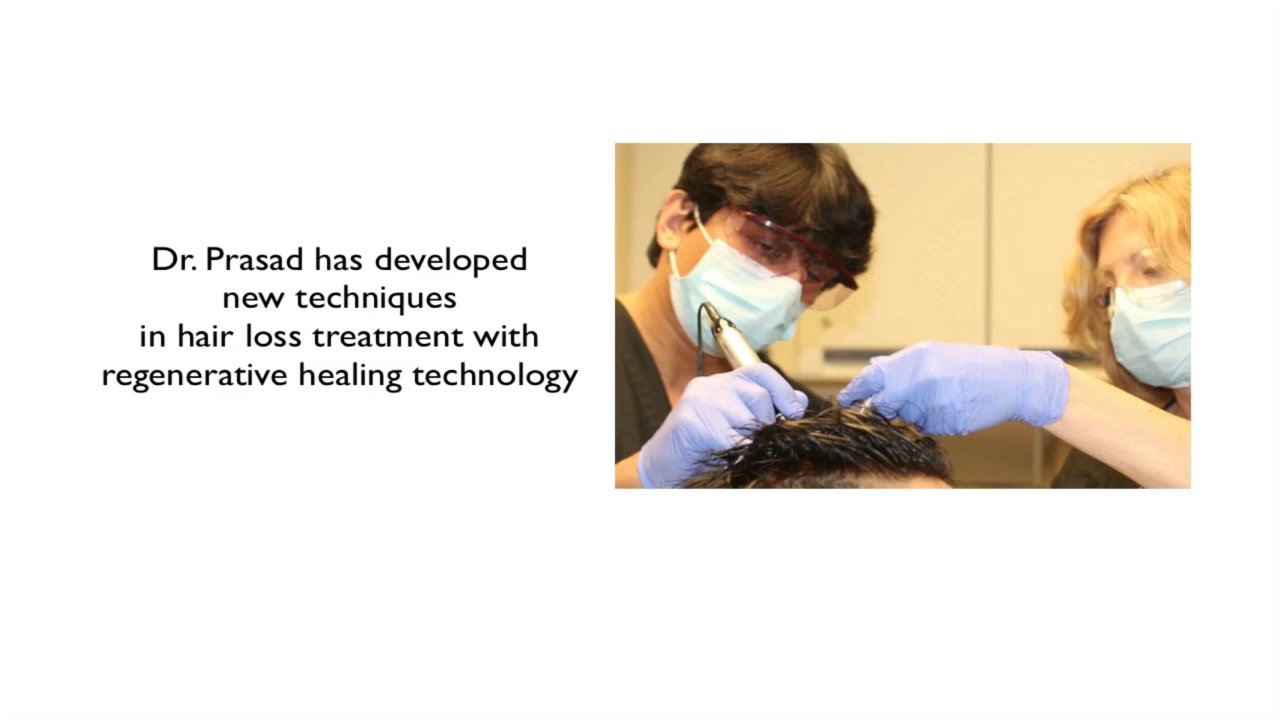 Dr. Prasad has developed
new techniques
in hair loss treatment with
regenerative healing technology